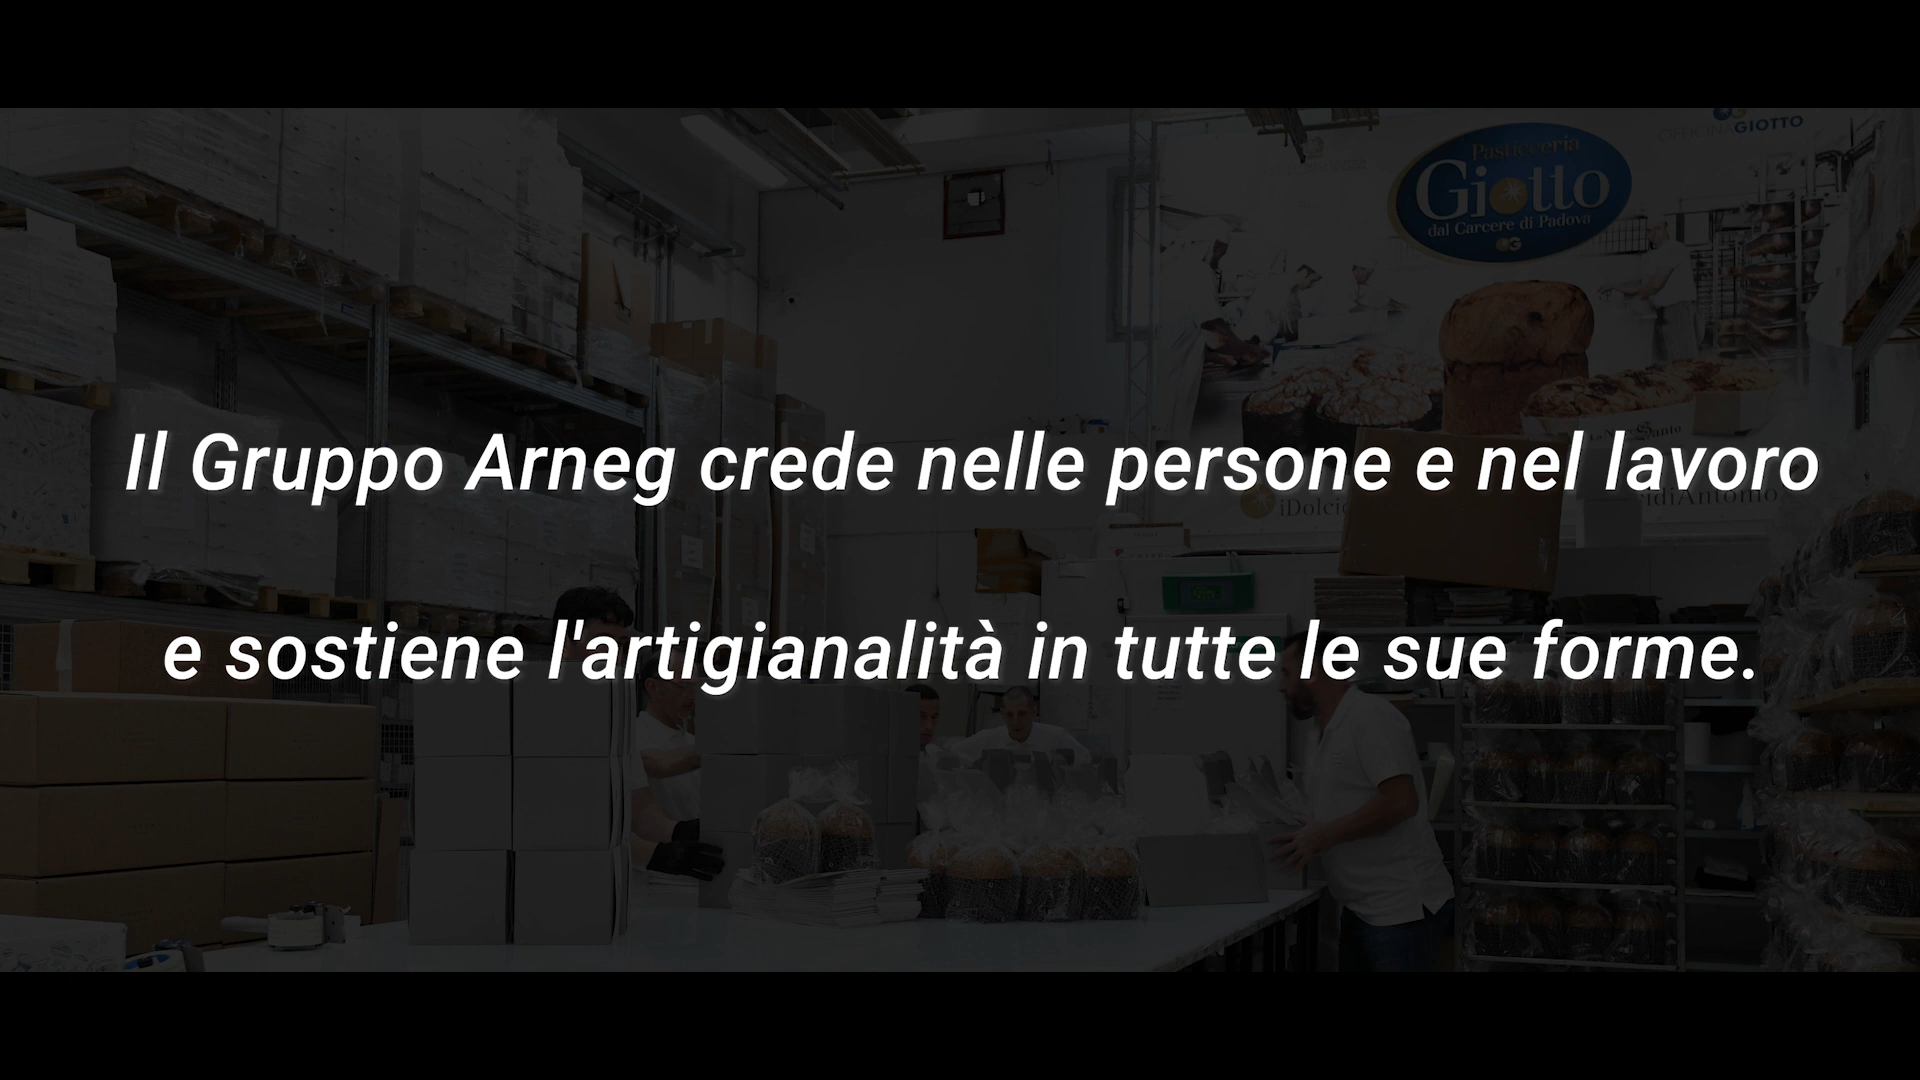 OFFICINAGIOTTO
Pasticceria
Giotto
dal Carcere di Padova
Il Gruppo Arneg crede nelle persone e nel lavoro
e sostiene l'artigianalità in tutte le sue forme.